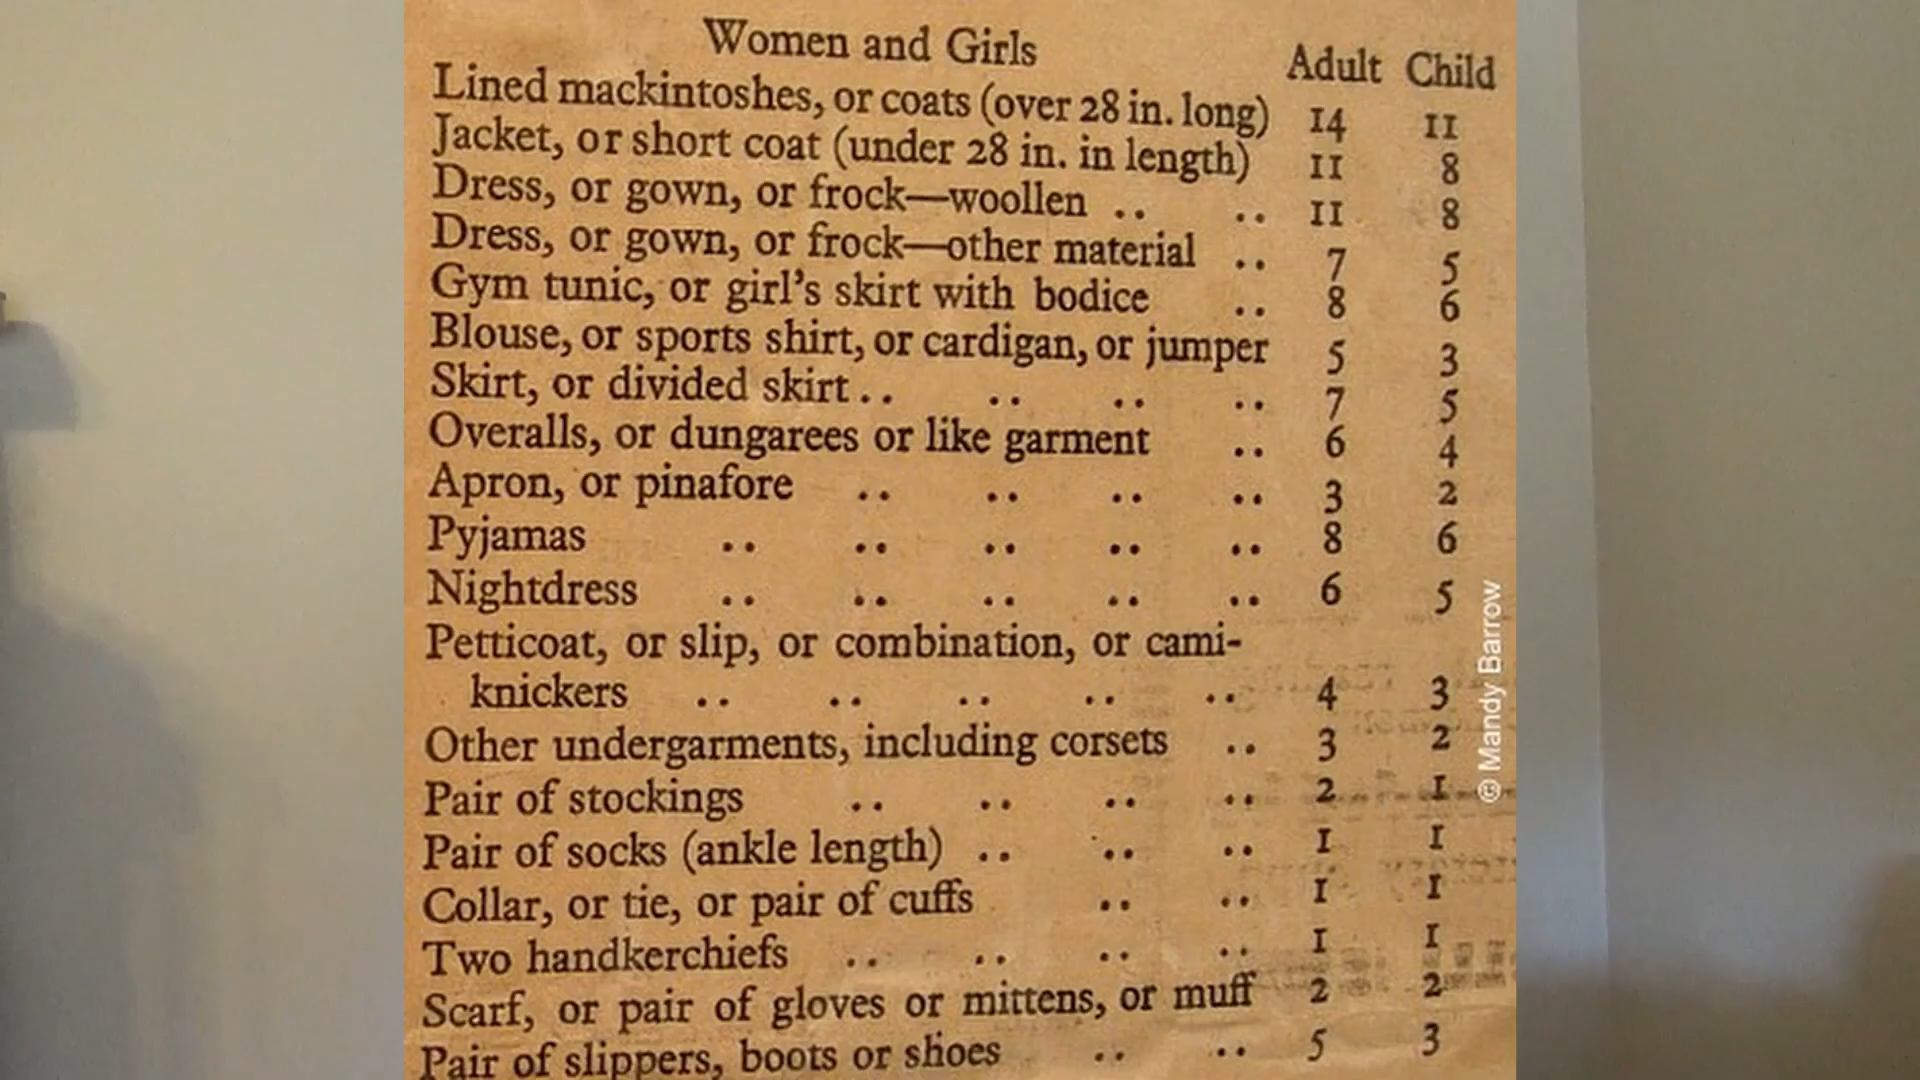 Women and Girls
Adult Child
Lined mackintoshes, or coats (over 28 in. long) 14 11
Jacket, or short coat (under 28 in. in length) 11 8
Dress, or gown, or frock—woollen .. .. 11 8
Dress, or gown, or frock—other material .. 7 5
Gym tunic, or girl's skirt with bodice .. 8 6
Blouse, or sports shirt, or cardigan, or jumper 5 3
Skirt, or divided skirt .. .. .. .. 7 5
Overalls, or dungarees or like garment .. 6 4
Apron, or pinafore .. .. .. .. 3 2
Pyjamas .. .. .. .. .. 8 6
Nightdress .. .. .. .. .. 6 5
Petticoat, or slip, or combination, or cami-
knickers .. .. .. .. .. 4 3
Other undergarments, including corsets .. 3 2
Pair of stockings .. .. .. .. 2 1
Pair of socks (ankle length) .. .. .. 1 1
Collar, or tie, or pair of cuffs .. .. 1 1
Two handkerchiefs .. .. .. .. 1 1
Scarf, or pair of gloves or mittens, or muff 2 2
Pair of slippers, boots or shoes .. .. 5 3
© Mandy Barrow